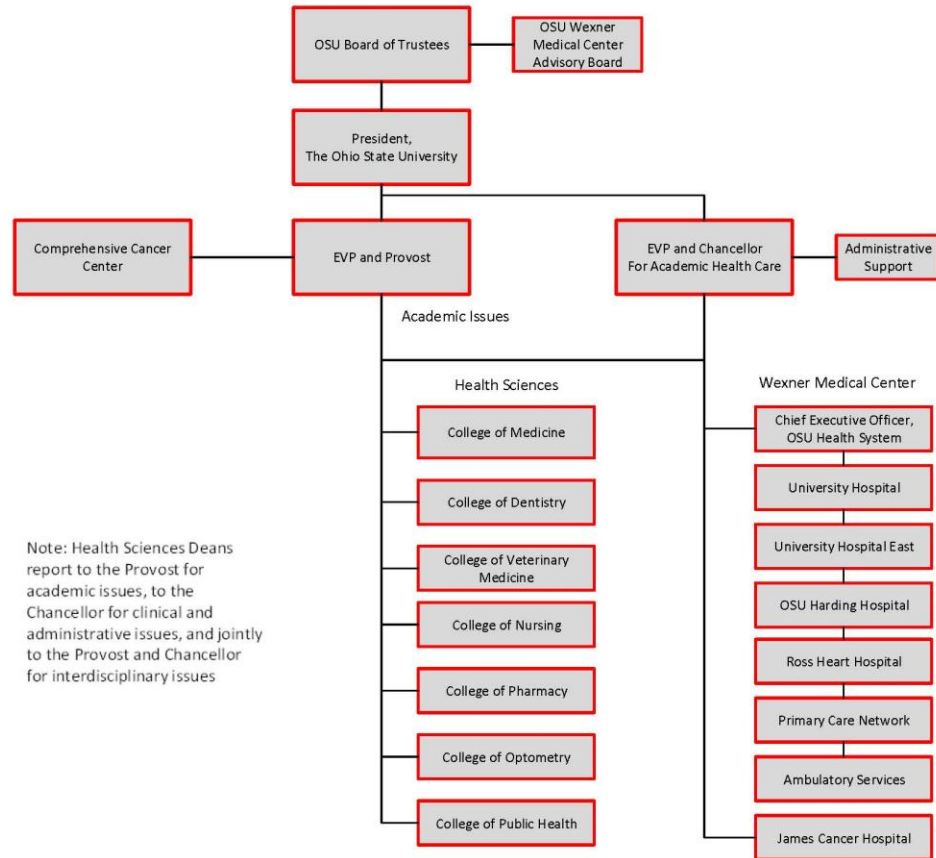 OSU Board of Trustees
OSU Wexner
Medical Center
Advisory Board
President,
The Ohio State University
Comprehensive Cancer
Center
EVP and Provost
EVP and Chancellor
For Academic Health Care
Administrative
Support
Academic Issues
Health Sciences
College of Medicine
College of Dentistry
College of Veterinary
Medicine
College of Nursing
College of Pharmacy
College of Optometry
College of Public Health
Wexner Medical Center
Chief Executive Officer,
OSU Health System
University Hospital
University Hospital East
OSU Harding Hospital
Ross Heart Hospital
Primary Care Network
Ambulatory Services
James Cancer Hospital
Note: Health Sciences Deans
report to the Provost for
academic issues, to the
Chancellor for clinical and
administrative issues, and jointly
to the Provost and Chancellor
for interdisciplinary issues